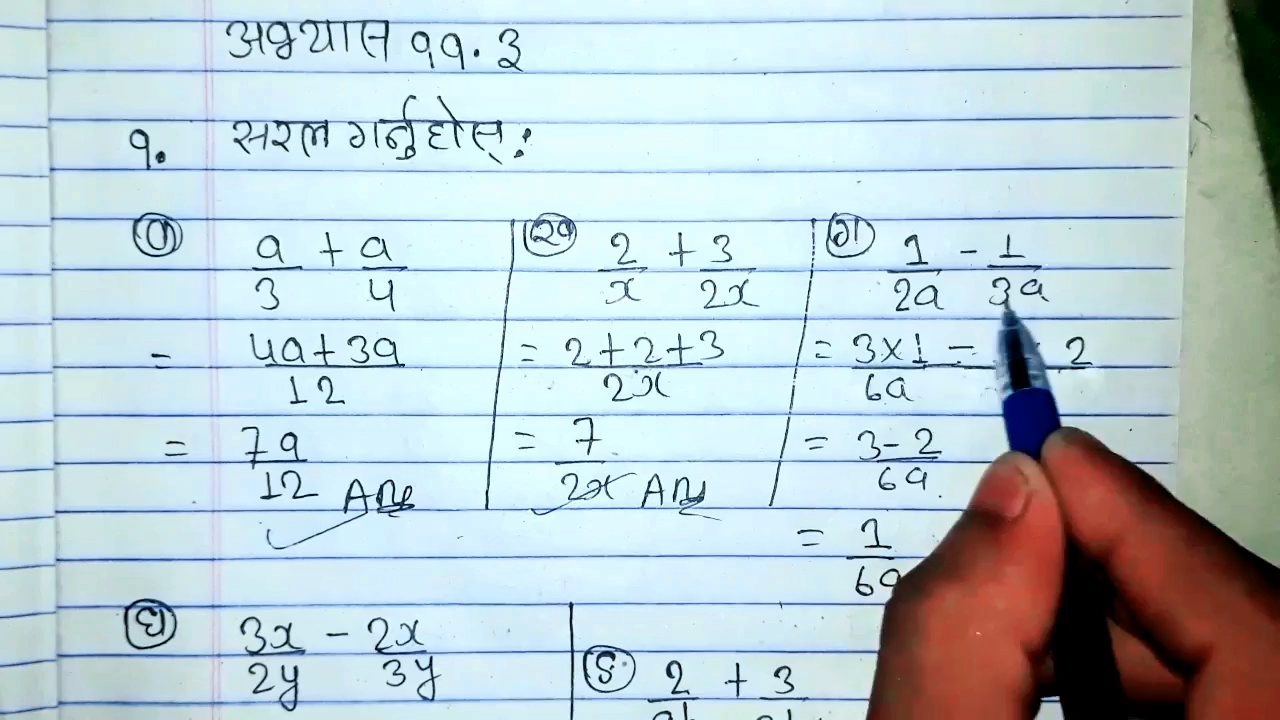 अभ्यास ११.३
१. सरल गर्नुहोस्:
(क) a/3 + a/4
= 4a+3a/12
= 7a/12 Ans
(ख) 2/x + 3/2x
= 2+2+3/2x
= 7/2x Ans
(ग) 1/2a - 1/3a
= 3×1 - 2/6a
= 3-2/6a
= 1/6a
(घ) 3x/2y - 2x/3y
(ङ) 2 + 3